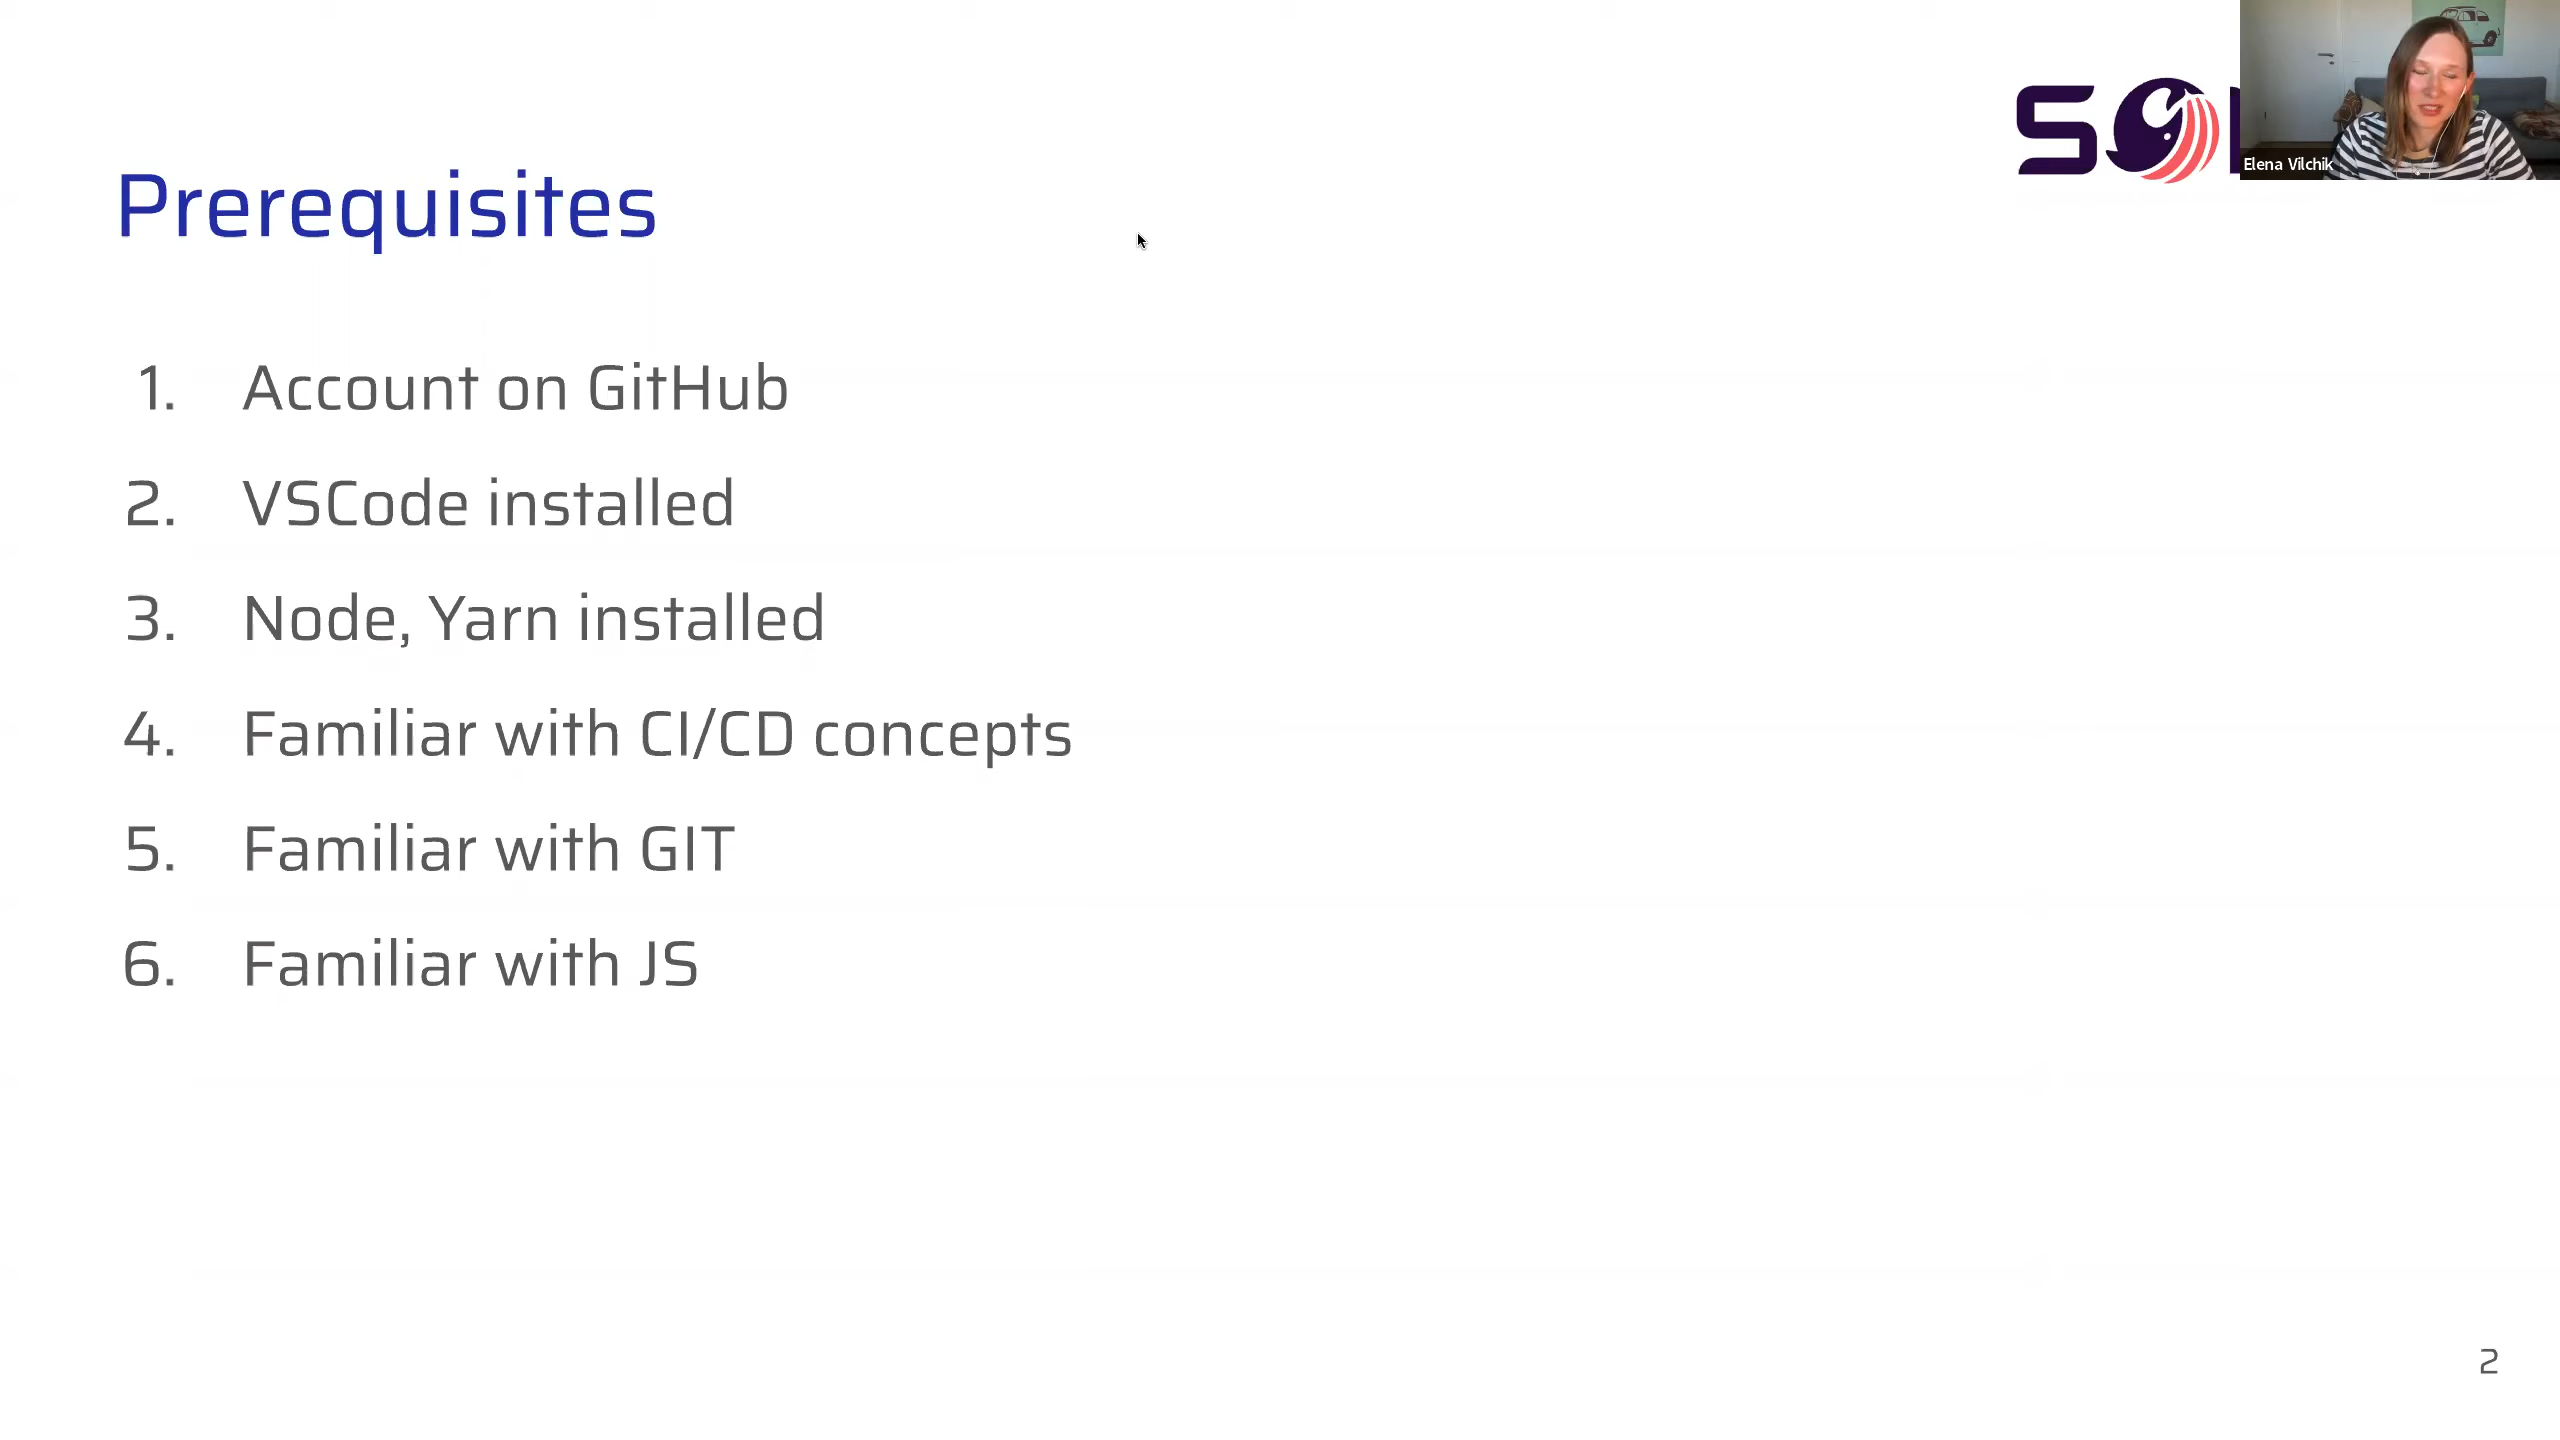 SO
Elena Vilchik
Prerequisites
1. Account on GitHub
2. VSCode installed
3. Node, Yarn installed
4. Familiar with CI/CD concepts
5. Familiar with GIT
6. Familiar with JS
2